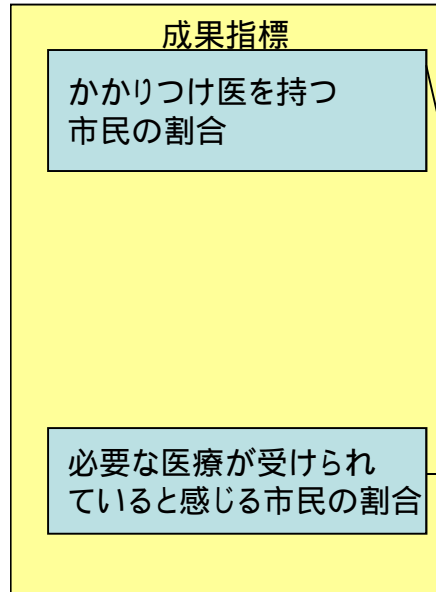 成果指標
かかりつけ医を持つ
市民の割合
必要な医療が受けられ
ていると感じる市民の割合